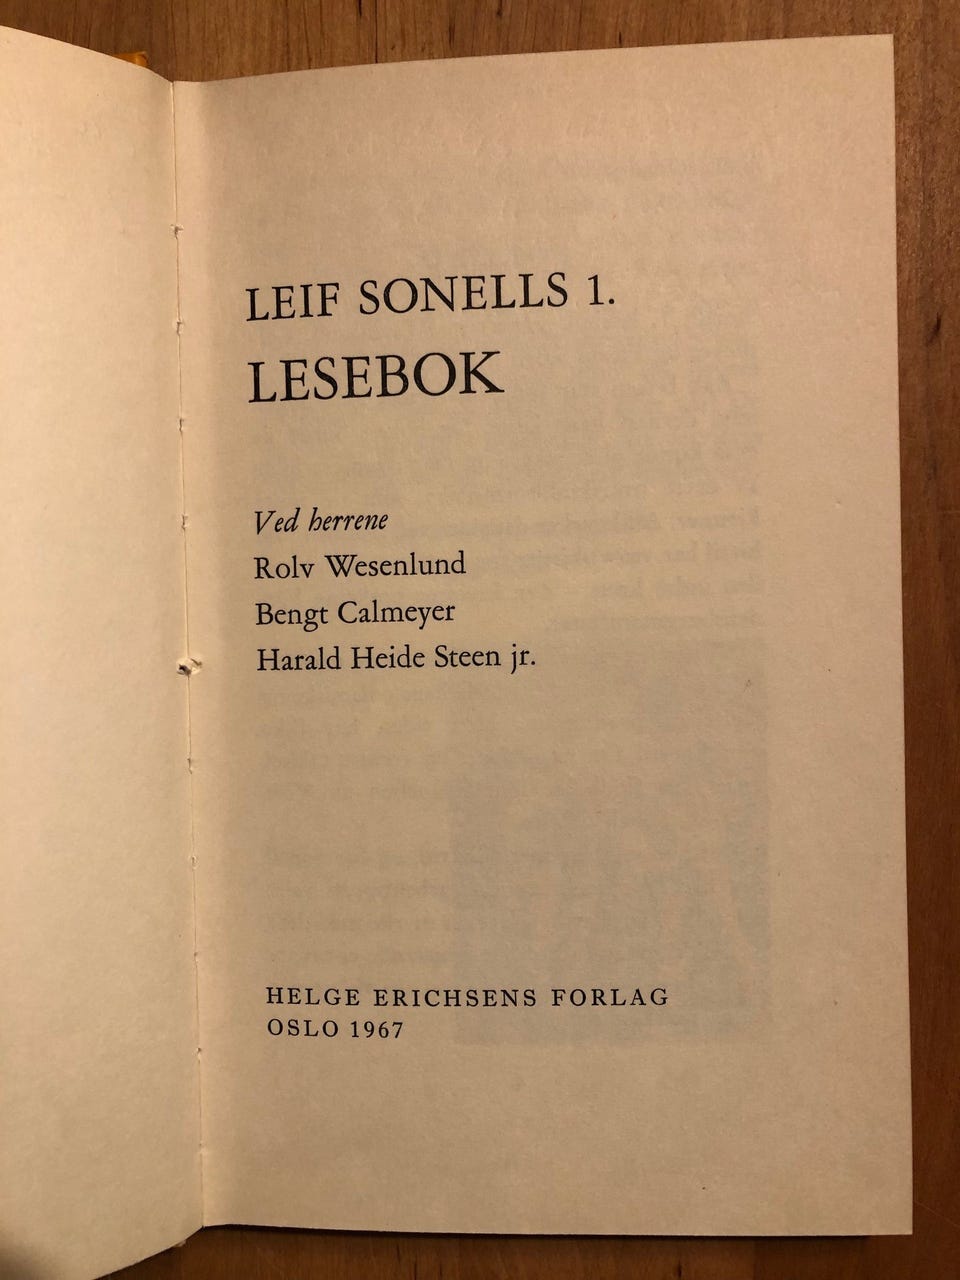 LEIF SONELLS 1.
LESEBOK
Ved herrene
Rolv Wesenlund
Bengt Calmeyer
Harald Heide Steen jr.
HELGE ERICHSENS FORLAG
OSLO 1967